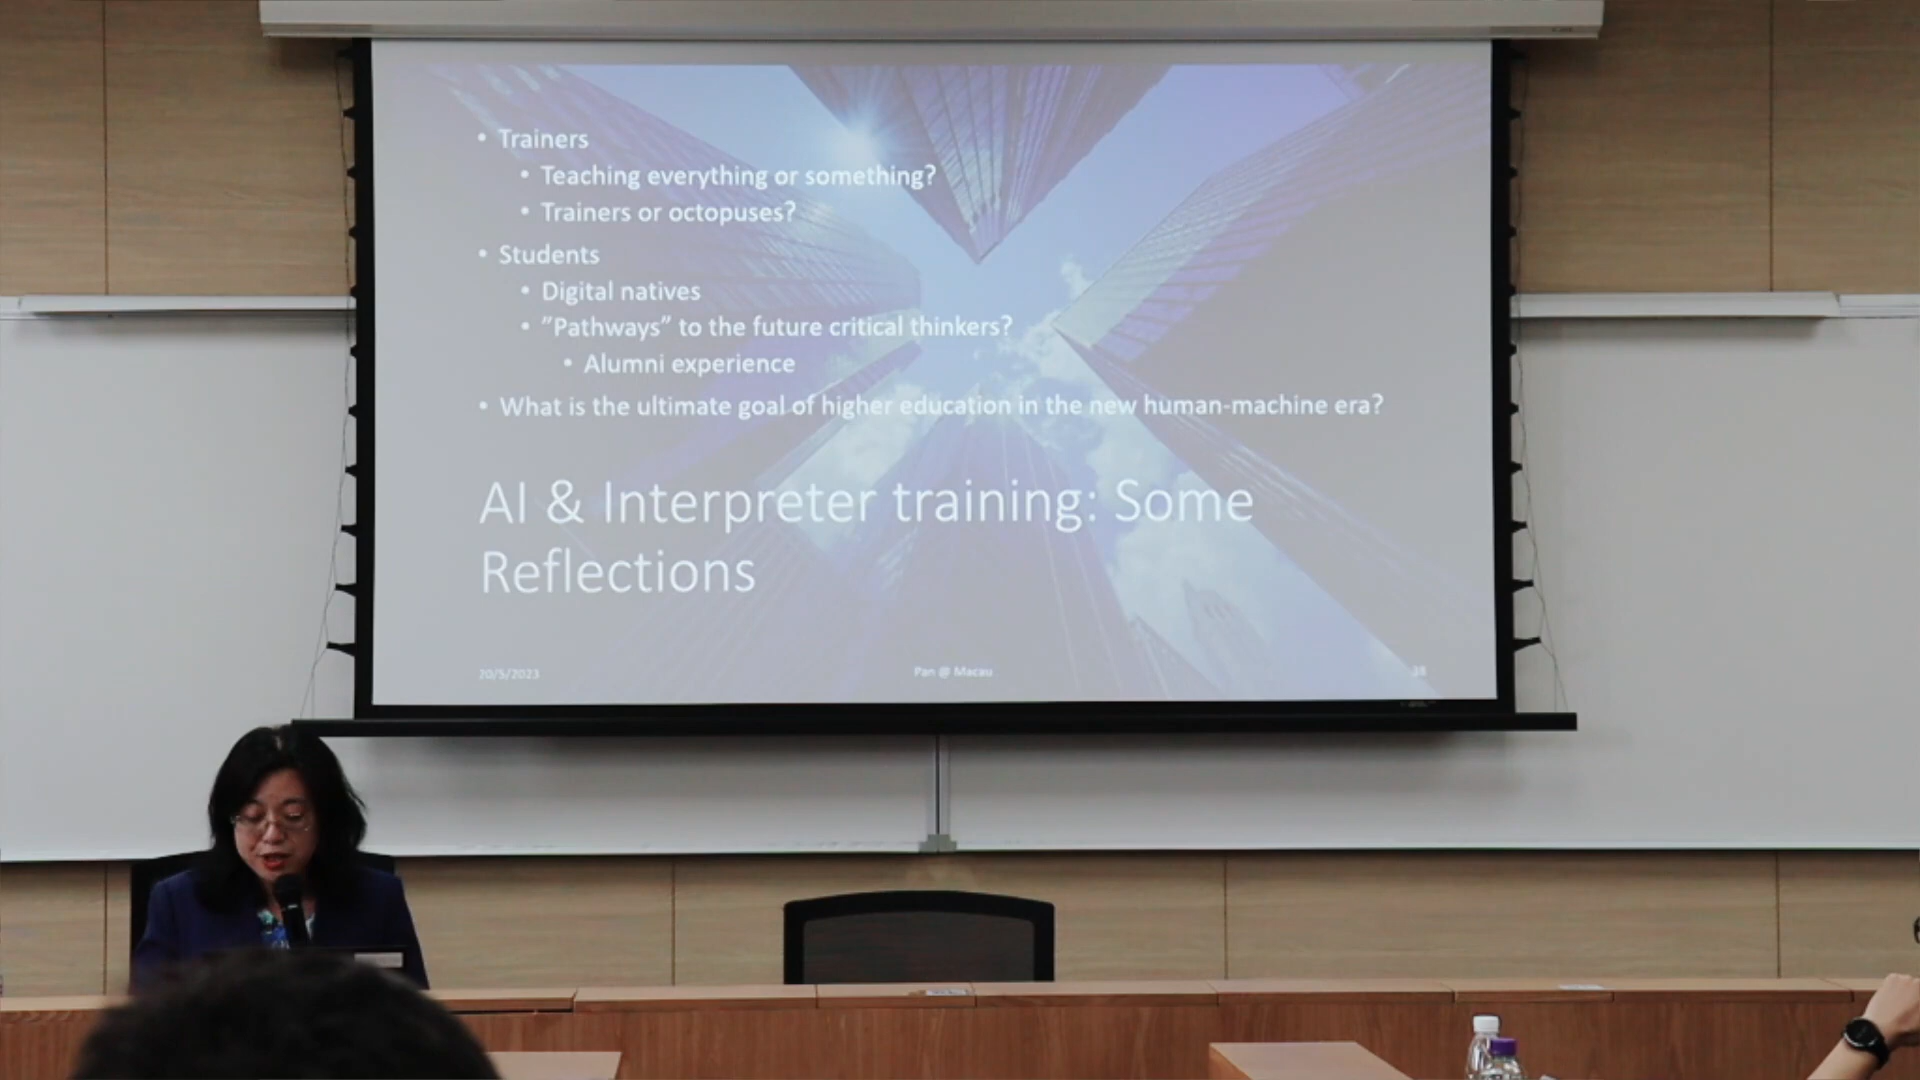 • Trainers
• Teaching everything or something?
• Trainers or octopuses?
• Students
• Digital natives
• ”Pathways” to the future critical thinkers?
• Alumni experience
• What is the ultimate goal of higher education in the new human-machine era?
AI & Interpreter training: Some
Reflections
20/5/2023
Pan @ Macau